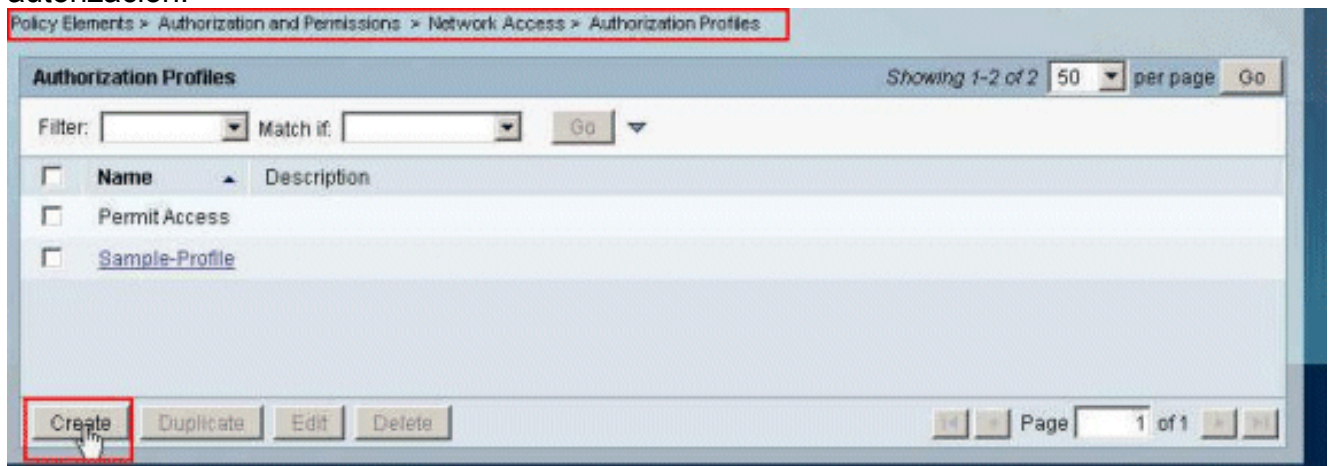 autorización.
Policy Elements > Authorization and Permissions > Network Access > Authorization Profiles
Authorization Profiles Showing 1-2 of 2 50 per page Go
Filter: Match if: Go
Name Description
Permit Access
Sample-Profile
Create Duplicate Edit Delete Page 1 of 1